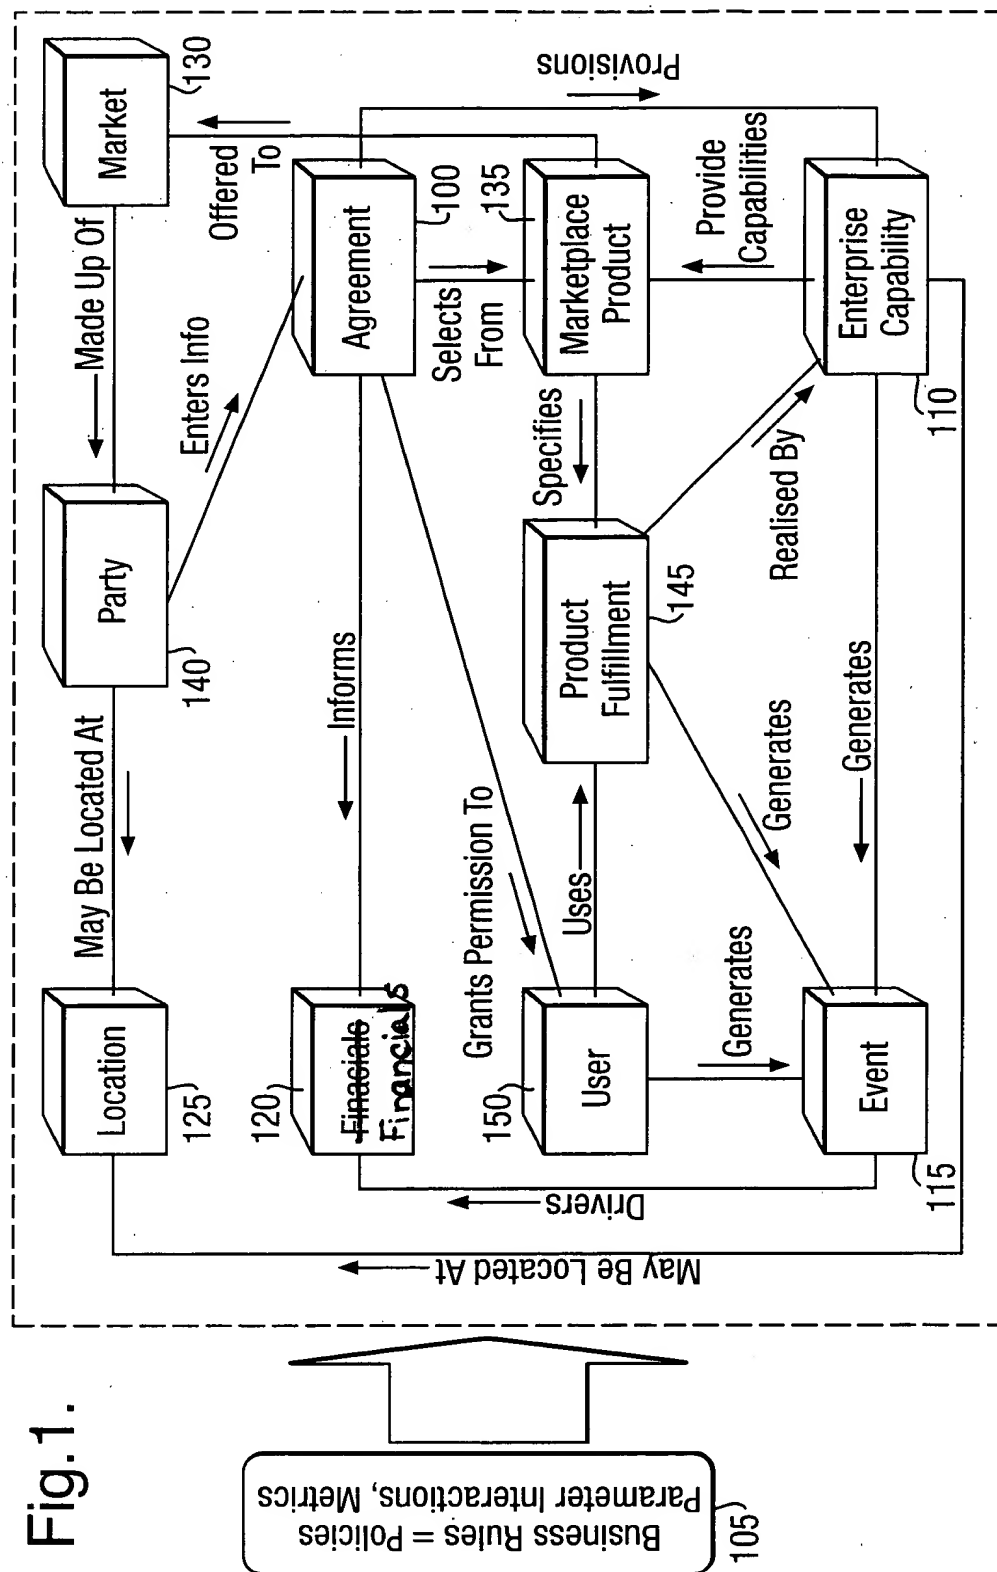 Fig.1.
Business Rules = Policies
Parameter Interactions, Metrics
105
Location
125
May Be Located At
Party
140
Made Up Of
Market
130
Enters Info
Offered
To
Finacials
Financials
120
Informs
Agreement
100
Provisions
Selects
From
Grants Permission To
User
150
Uses
Product
Fulfillment
145
Specifies
Marketplace
Product
135
Provide
Capabilities
Generates
Generates
Realised By
Drivers
Event
115
Generates
Enterprise
Capability
110
May Be Located At